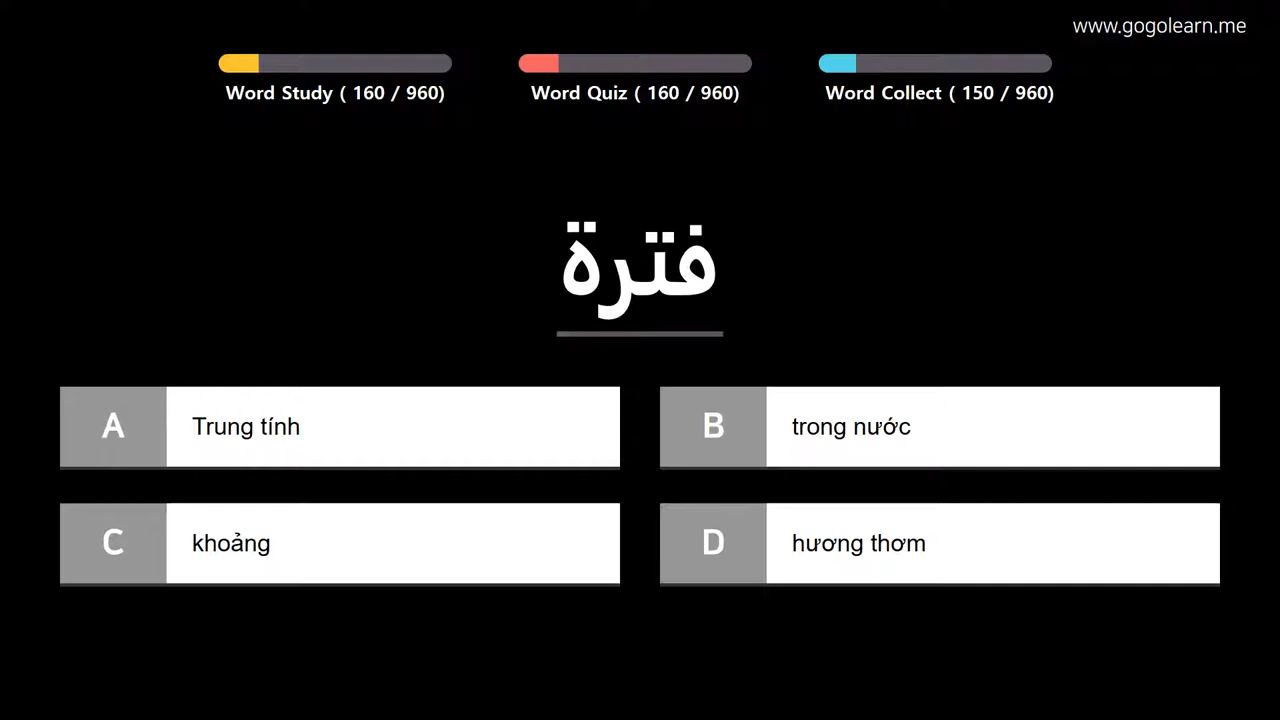 www.gogolearn.me
Word Study ( 160 / 960)
Word Quiz ( 160 / 960)
Word Collect ( 150 / 960)
فترة
A Trung tính
B trong nước
C khoảng
D hương thơm